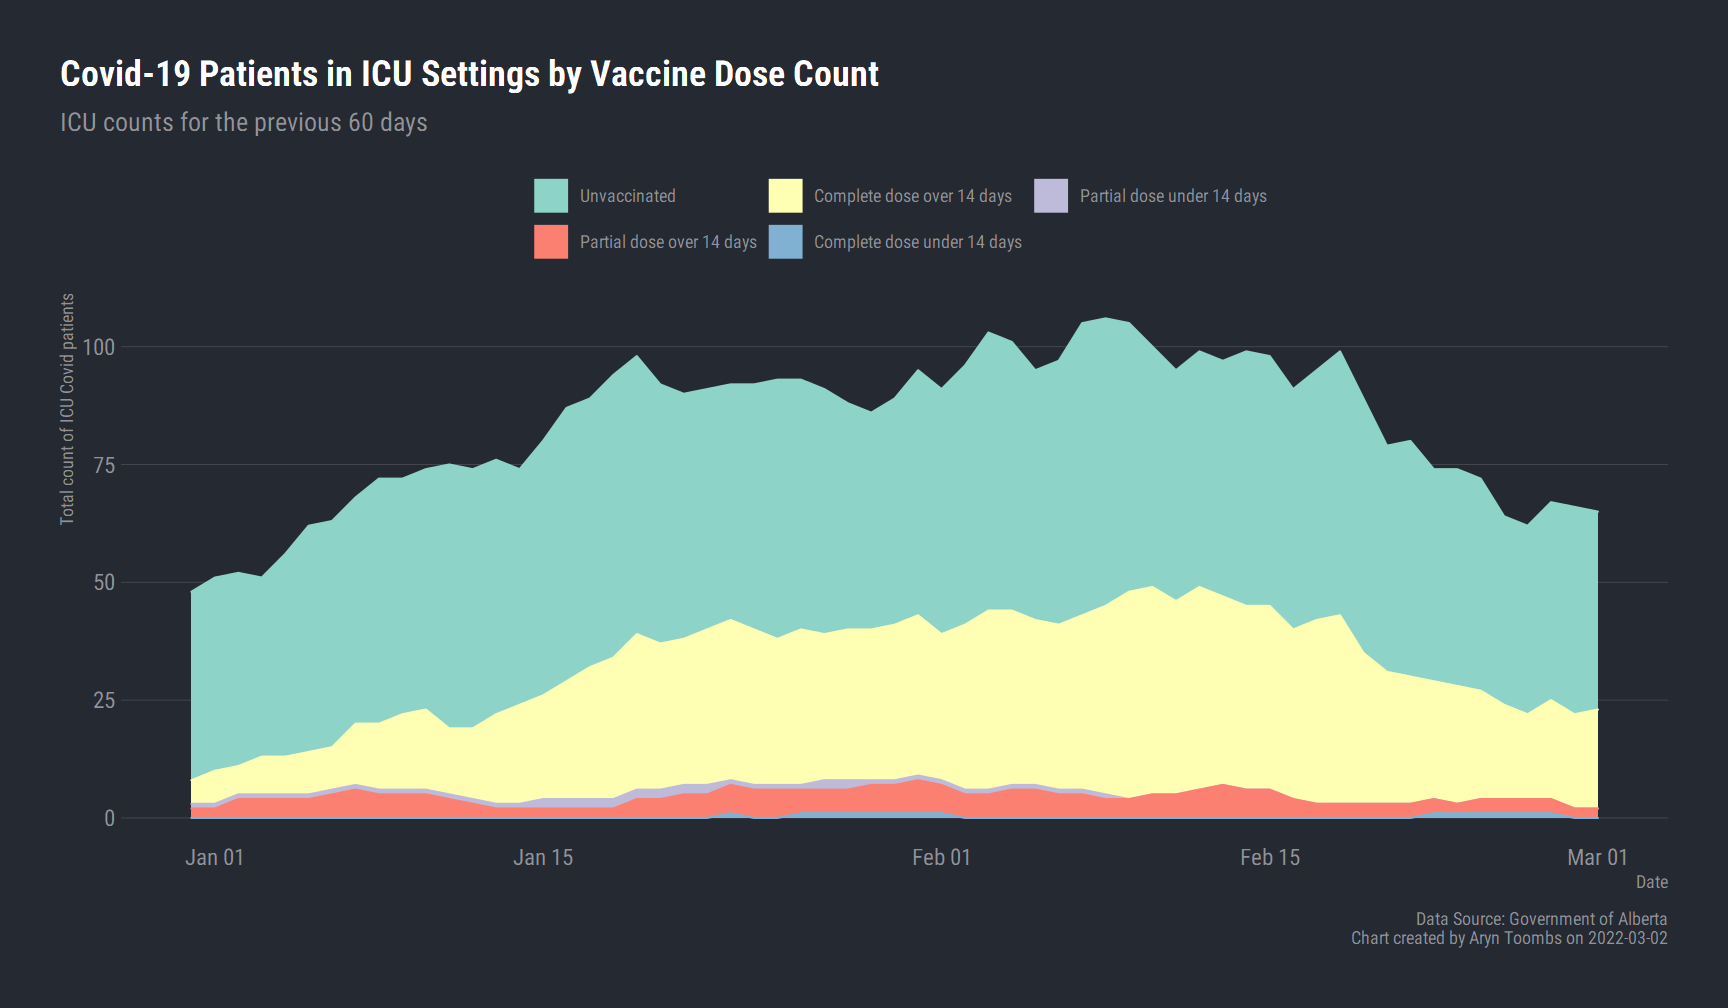 Covid-19 Patients in ICU Settings by Vaccine Dose Count
ICU counts for the previous 60 days
Unvaccinated
Complete dose over 14 days
Partial dose under 14 days
Partial dose over 14 days
Complete dose under 14 days
Total count of ICU Covid patients
100
75
50
25
0
Jan 01
Jan 15
Feb 01
Feb 15
Mar 01
Date
Data Source: Government of Alberta
Chart created by Aryn Toombs on 2022-03-02